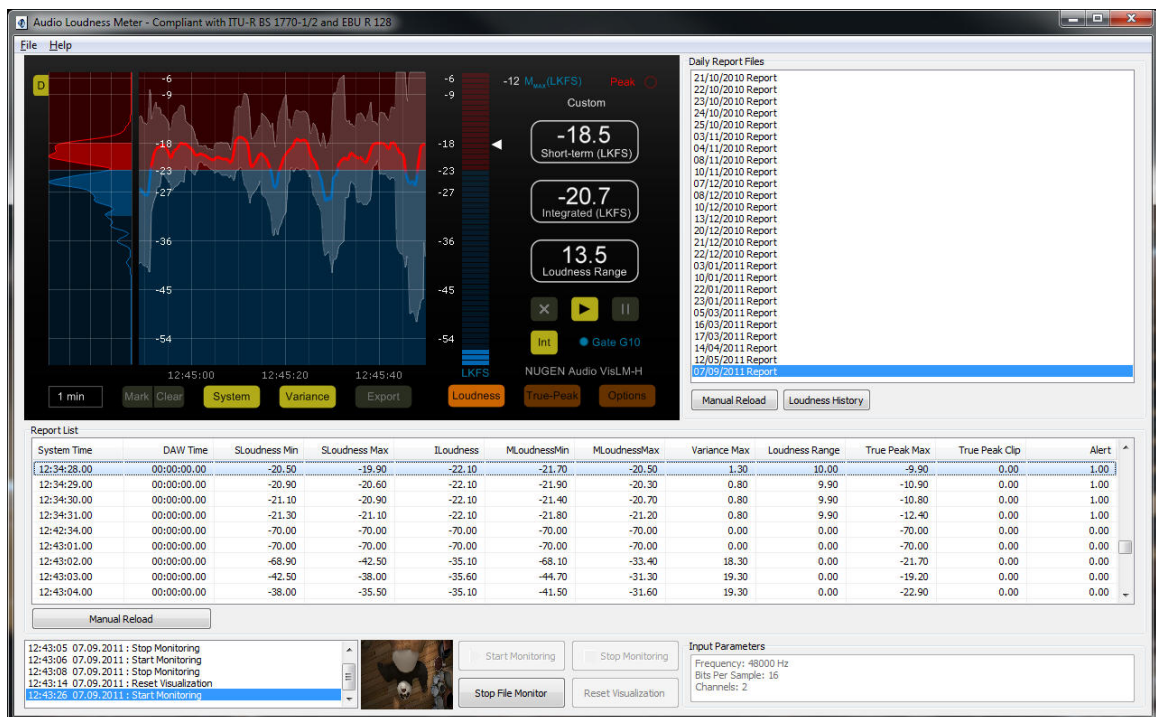 Audio Loudness Meter - Compliant with ITU-R BS 1770-1/2 and EBU R 128
File Help
D
-6
-9
-18
-23
-27
-36
-45
-54
12:45:00 12:45:20 12:45:40
-6
-9
-18
-23
-27
-36
-45
-54
LKFS
-12 MMAX(LKFS) Peak
Custom
-18.5
Short-term (LKFS)
-20.7
Integrated (LKFS)
13.5
Loudness Range
Int Gate G10
NUGEN Audio VisLM-H
1 min Mark Clear System Variance Export Loudness True-Peak Options
Daily Report Files
21/10/2010 Report
22/10/2010 Report
23/10/2010 Report
24/10/2010 Report
25/10/2010 Report
03/11/2010 Report
04/11/2010 Report
08/11/2010 Report
10/11/2010 Report
07/12/2010 Report
08/12/2010 Report
10/12/2010 Report
13/12/2010 Report
20/12/2010 Report
21/12/2010 Report
22/12/2010 Report
03/01/2011 Report
10/01/2011 Report
22/01/2011 Report
23/01/2011 Report
05/03/2011 Report
16/03/2011 Report
17/03/2011 Report
14/04/2011 Report
12/05/2011 Report
07/09/2011 Report
Manual Reload Loudness History
Report List
System Time DAW Time SLoudness Min SLoudness Max ILoudness MLoudnessMin MLoudnessMax Variance Max Loudness Range True Peak Max True Peak Clip Alert
12:34:28.00 00:00:00.00 -20.50 -19.90 -22.10 -21.70 -20.50 1.30 10.00 -9.90 0.00 1.00
12:34:29.00 00:00:00.00 -20.90 -20.60 -22.10 -21.90 -20.30 0.80 9.90 -10.90 0.00 1.00
12:34:30.00 00:00:00.00 -21.10 -20.90 -22.10 -21.40 -20.70 0.80 9.90 -10.80 0.00 1.00
12:34:31.00 00:00:00.00 -21.30 -21.10 -22.10 -21.80 -21.20 0.80 9.90 -12.40 0.00 1.00
12:42:34.00 00:00:00.00 -70.00 -70.00 -70.00 -70.00 -70.00 0.00 0.00 -70.00 0.00 0.00
12:43:01.00 00:00:00.00 -70.00 -70.00 -70.00 -70.00 -70.00 0.00 0.00 -70.00 0.00 0.00
12:43:02.00 00:00:00.00 -68.90 -42.50 -35.10 -68.10 -33.40 18.30 0.00 -21.70 0.00 0.00
12:43:03.00 00:00:00.00 -42.50 -38.00 -35.60 -44.70 -31.30 19.30 0.00 -19.20 0.00 0.00
12:43:04.00 00:00:00.00 -38.00 -35.50 -35.10 -41.50 -31.60 19.30 0.00 -22.90 0.00 0.00
Manual Reload
12:43:05 07.09.2011 : Stop Monitoring
12:43:06 07.09.2011 : Start Monitoring
12:43:08 07.09.2011 : Stop Monitoring
12:43:14 07.09.2011 : Reset Visualization
12:43:26 07.09.2011 : Start Monitoring
Start Monitoring Stop Monitoring
Stop File Monitor Reset Visualization
Input Parameters
Frequency: 48000 Hz
Bits Per Sample: 16
Channels: 2